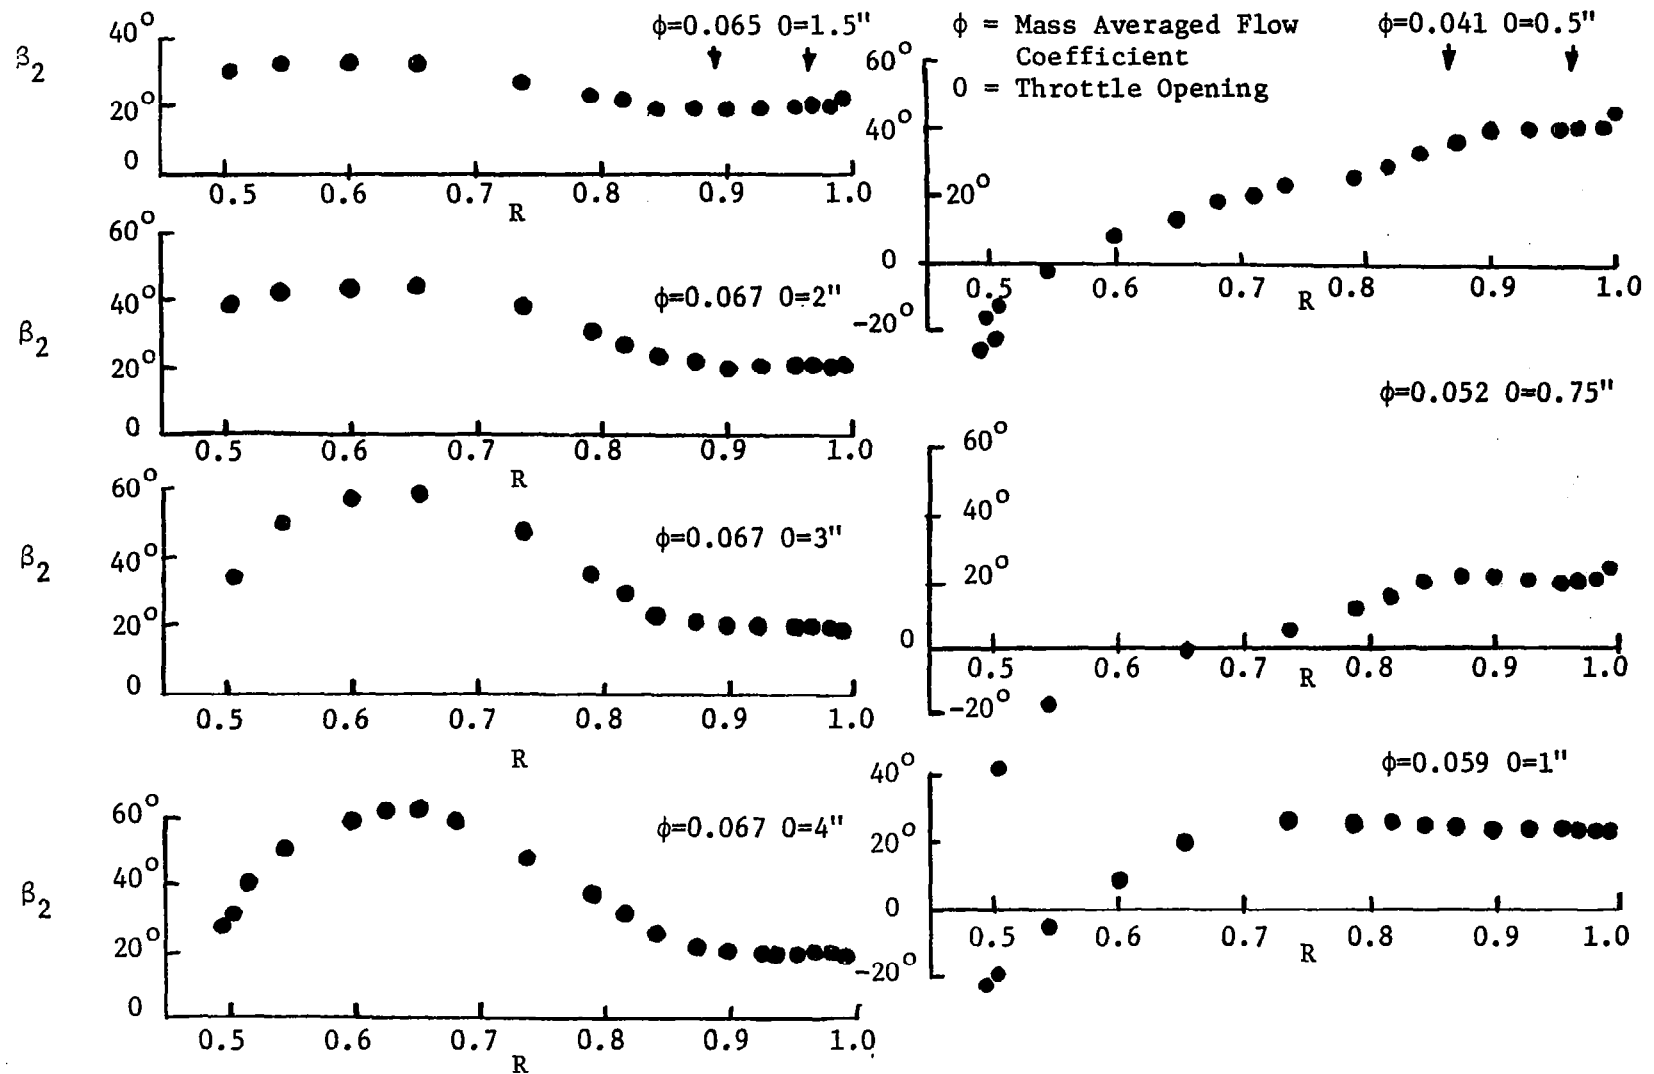 φ=0.065 0=1.5"
40°
β2
20°
0
0.5 0.6 0.7 0.8 0.9 1.0
R
60°
40°
φ=0.067 0=2"
β2
20°
0
0.5 0.6 0.7 0.8 0.9 1.0
R
60°
φ=0.067 0=3"
40°
β2
20°
0
0.5 0.6 0.7 0.8 0.9 1.0
R
60°
φ=0.067 0=4"
40°
β2
20°
0
0.5 0.6 0.7 0.8 0.9 1.0
R
φ = Mass Averaged Flow
Coefficient
0 = Throttle Opening
φ=0.041 0=0.5"
60°
40°
20°
0
0.5 0.6 0.7 0.8 0.9 1.0
R
-20°
φ=0.052 0=0.75"
60°
40°
20°
0
0.5 0.6 0.7 0.8 0.9 1.0
R
-20°
φ=0.059 0=1"
40°
20°
0
0.5 0.6 0.7 0.8 0.9 1.0
R
-20°